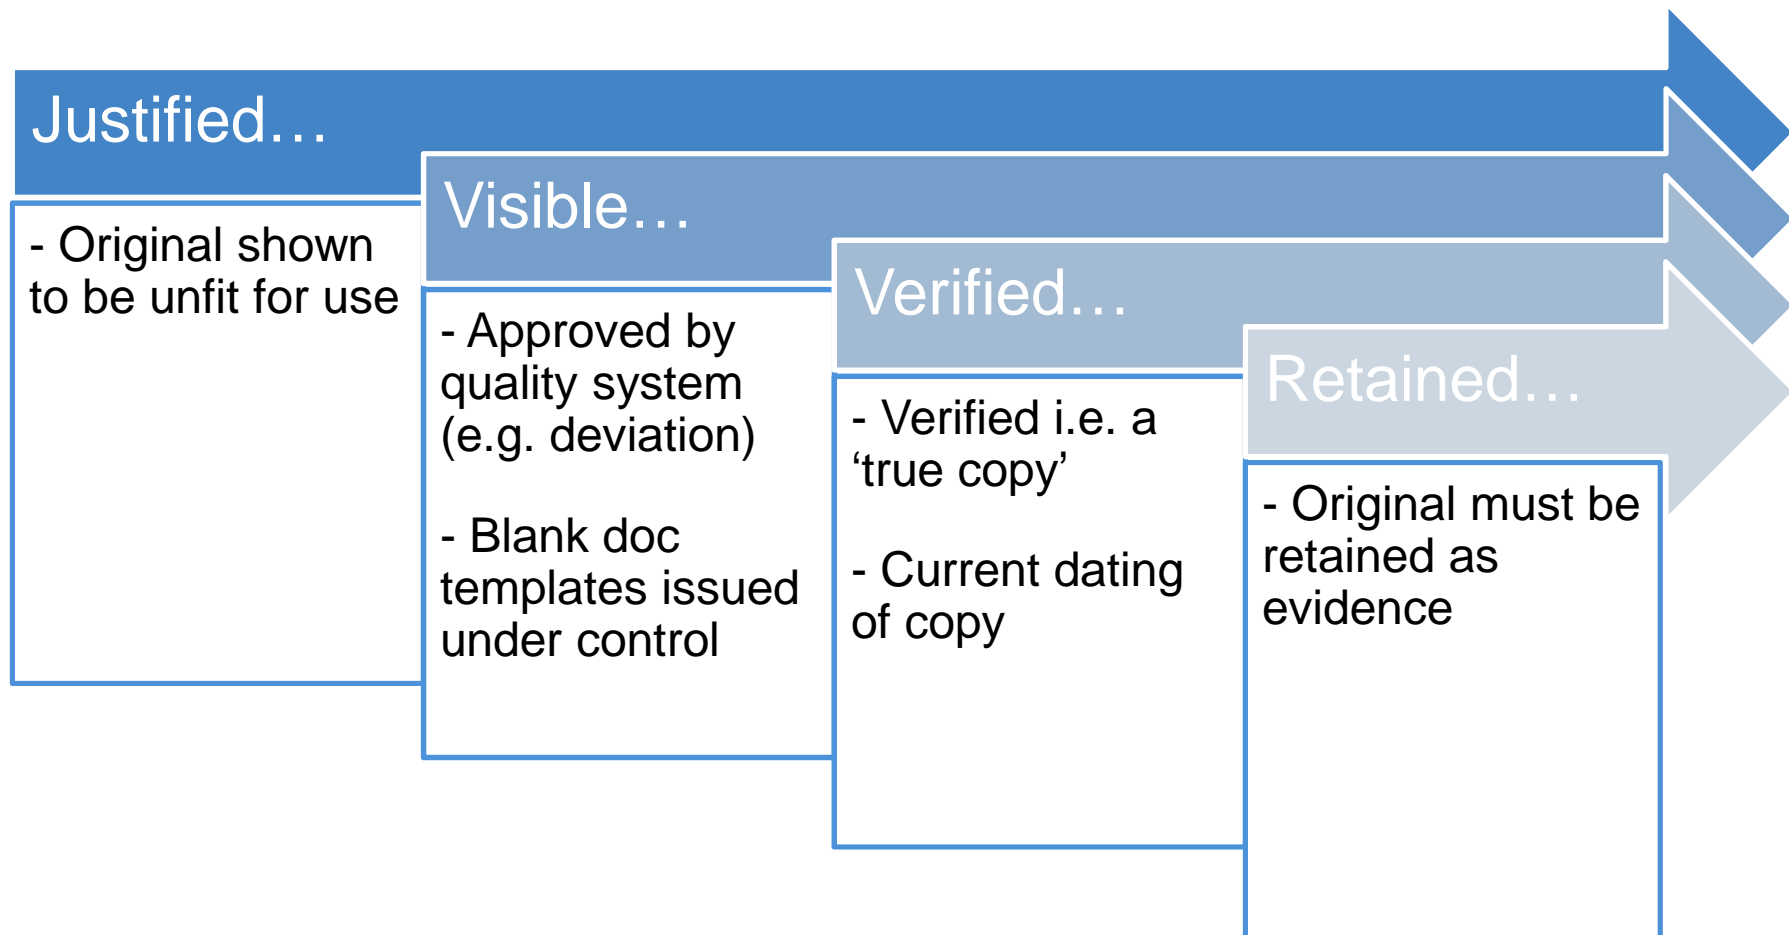 Justified…
- Original shown
to be unfit for use
Visible…
- Approved by
quality system
(e.g. deviation)
- Blank doc
templates issued
under control
Verified…
- Verified i.e. a
‘true copy’
- Current dating
of copy
Retained…
- Original must be
retained as
evidence